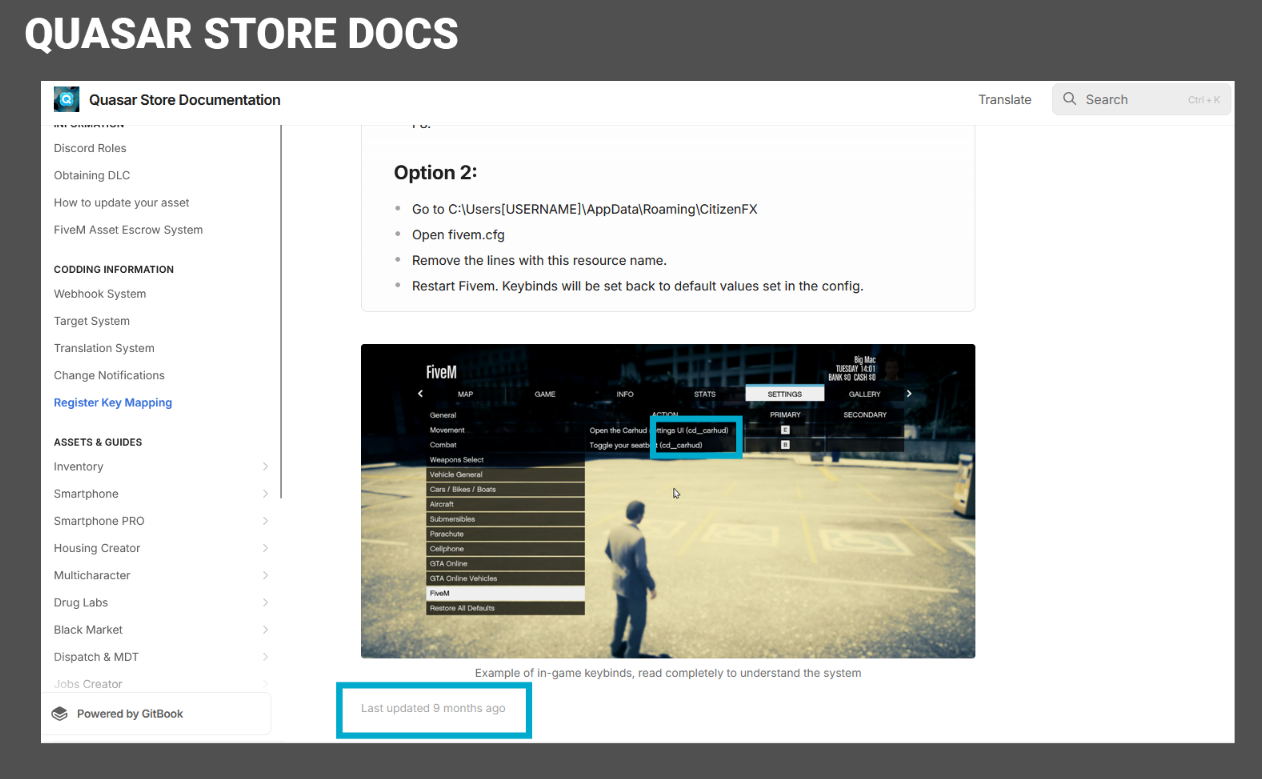 QUASAR STORE DOCS
Quasar Store Documentation
Translate
Search
Ctrl + K
INFORMATION
Discord Roles
Obtaining DLC
How to update your asset
FiveM Asset Escrow System
CODDING INFORMATION
Webhook System
Target System
Translation System
Change Notifications
Register Key Mapping
ASSETS & GUIDES
Inventory
Smartphone
Smartphone PRO
Housing Creator
Multicharacter
Drug Labs
Black Market
Dispatch & MDT
Jobs Creator
Powered by GitBook
Option 2:
Go to C:\Users[USERNAME]\AppData\Roaming\CitizenFX
Open fivem.cfg
Remove the lines with this resource name.
Restart Fivem. Keybinds will be set back to default values set in the config.
FiveM
Big Mac
TUESDAY 14:01
BANK $0 CASH $0
MAP GAME INFO STATS SETTINGS GALLERY
General
Movement
Combat
Weapons Select
Vehicle General
Cars / Bikes / Boats
Aircraft
Submersibles
Parachute
Cellphone
GTA Online
GTA Online Vehicles
FiveM
Restore All Defaults
ACTION PRIMARY SECONDARY
Open the Carhud settings UI (cd_carhud) E
Toggle your seatbelt (cd_carhud) B
Example of in-game keybinds, read completely to understand the system
Last updated 9 months ago